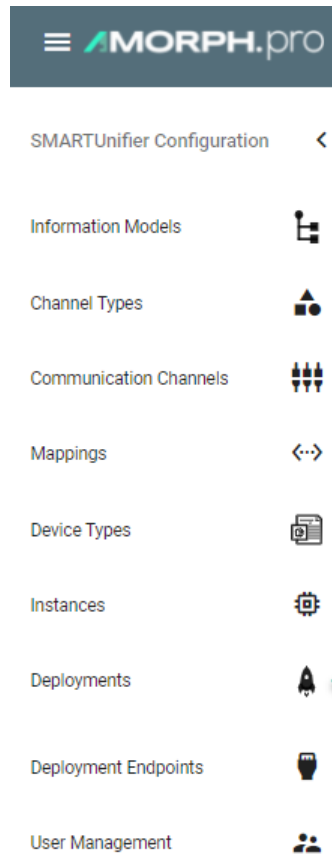 AMORPH.pro
SMARTUnifier Configuration
Information Models
Channel Types
Communication Channels
Mappings
Device Types
Instances
Deployments
Deployment Endpoints
User Management